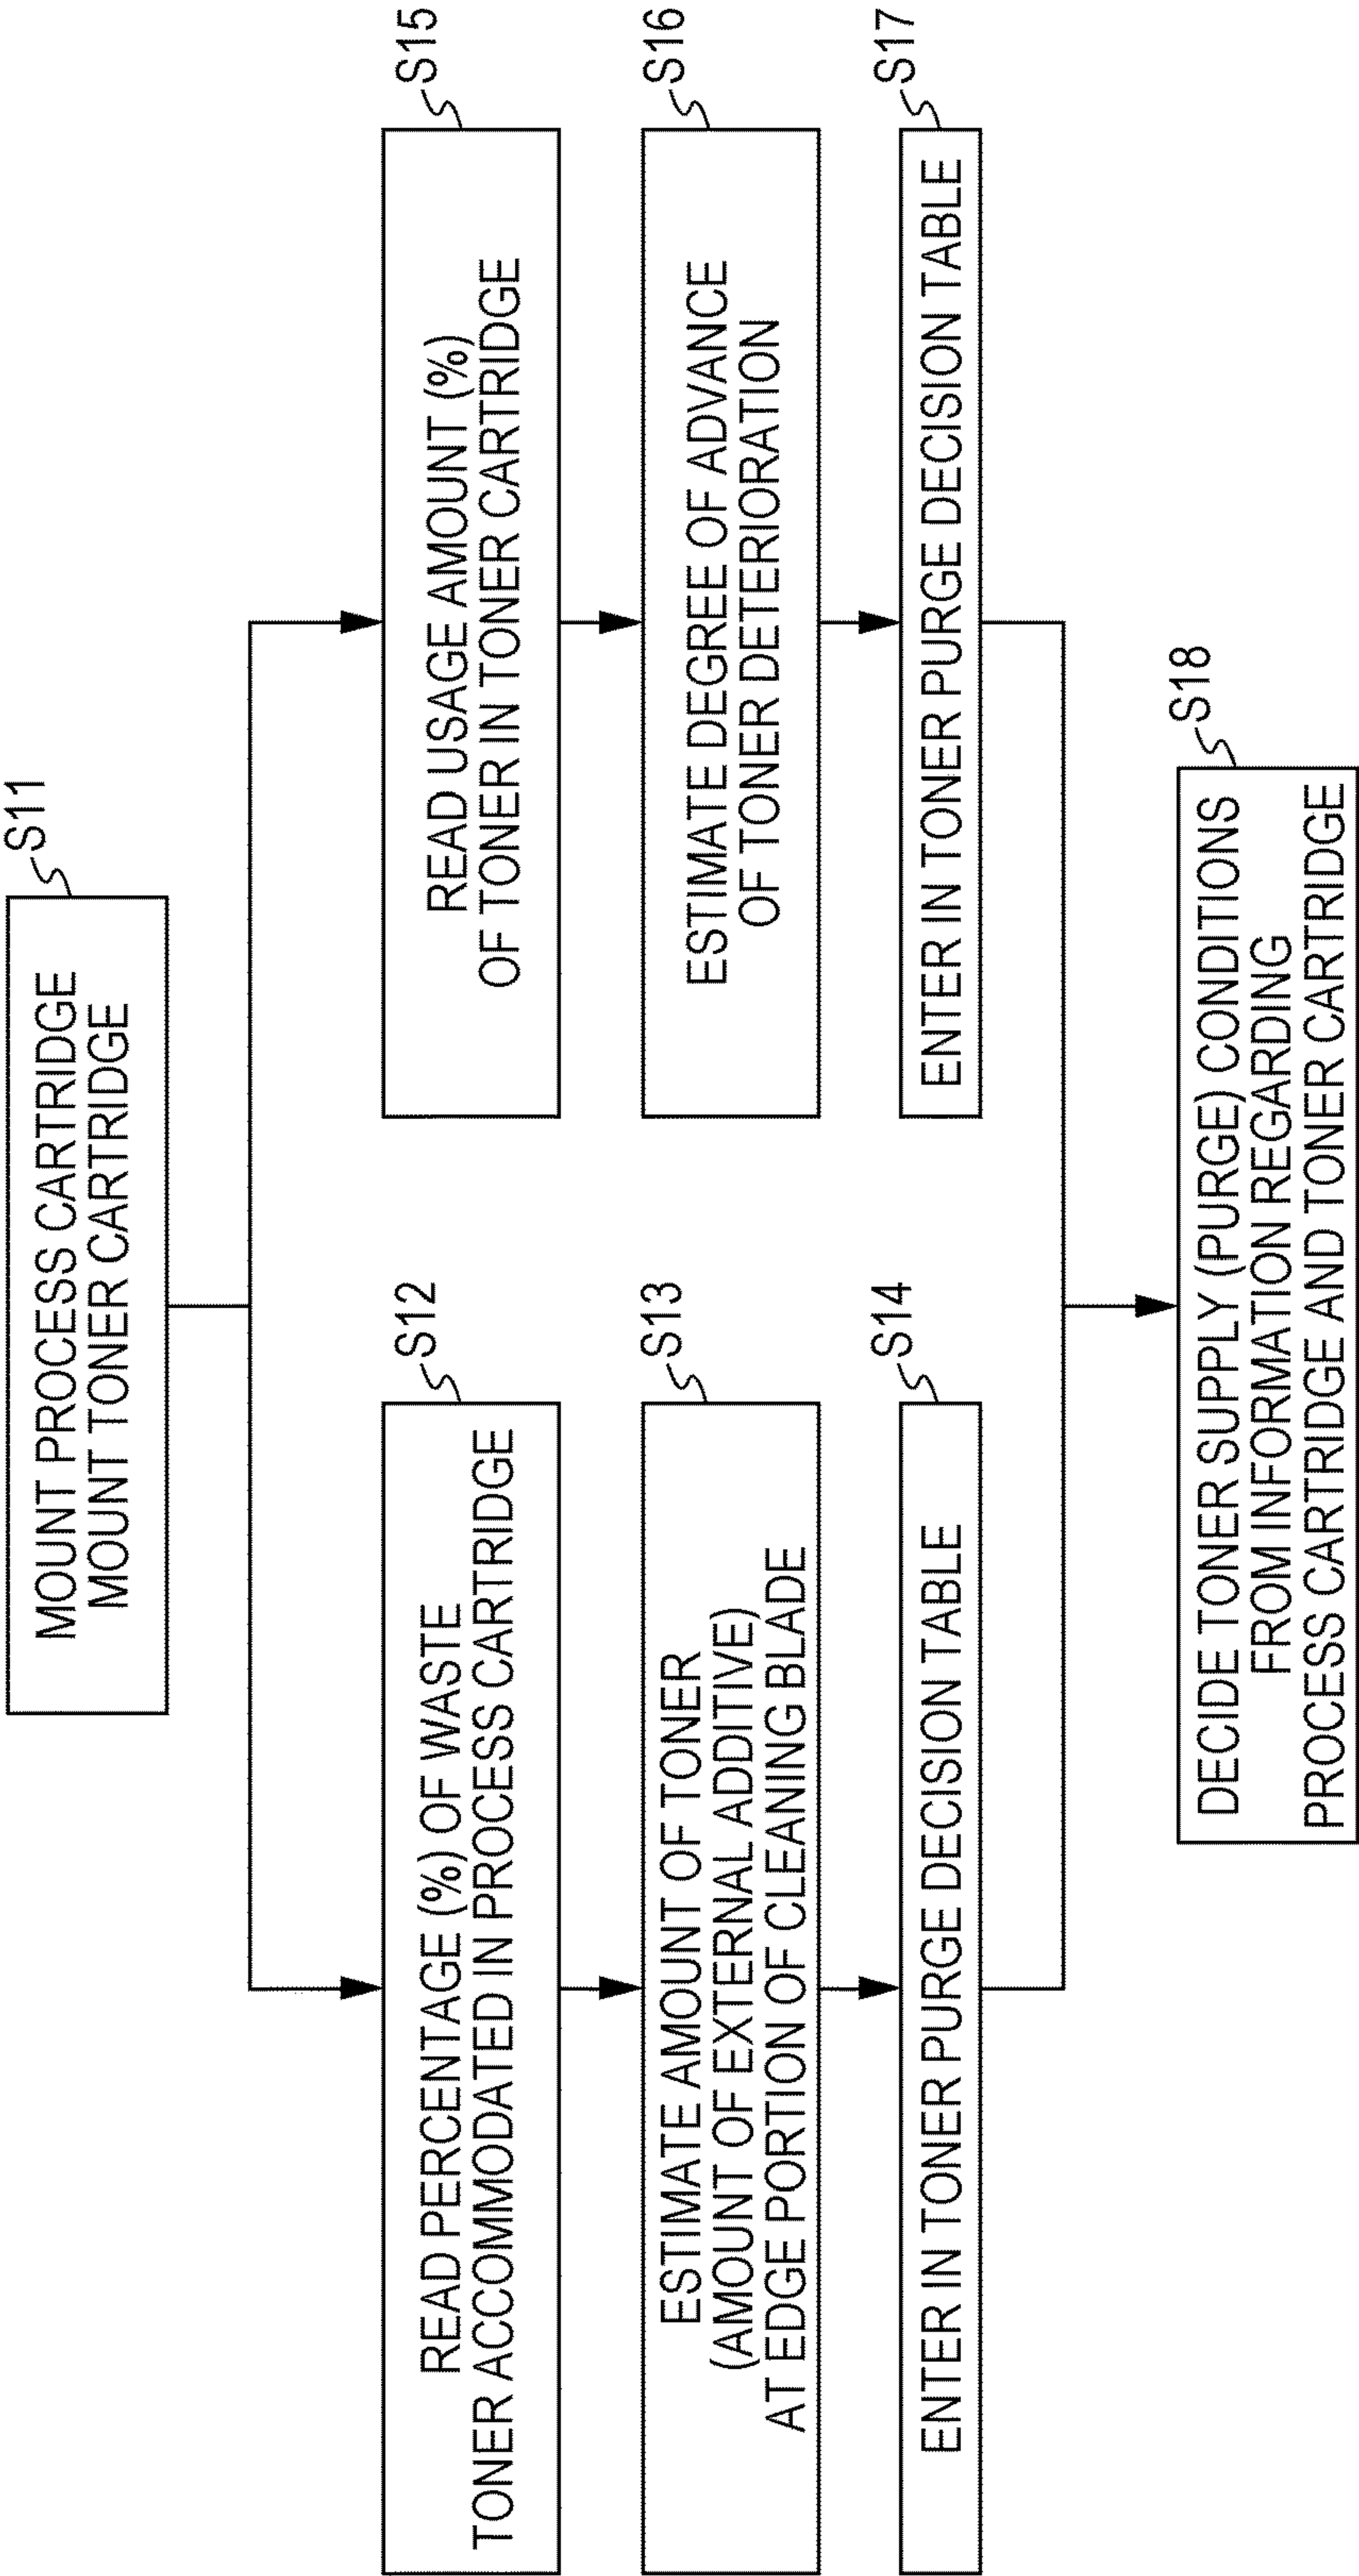 S11
MOUNT PROCESS CARTRIDGE
MOUNT TONER CARTRIDGE
S12
READ PERCENTAGE (%) OF WASTE
TONER ACCOMMODATED IN PROCESS CARTRIDGE
S13
ESTIMATE AMOUNT OF TONER
(AMOUNT OF EXTERNAL ADDITIVE)
AT EDGE PORTION OF CLEANING BLADE
S14
ENTER IN TONER PURGE DECISION TABLE
S15
READ USAGE AMOUNT (%)
OF TONER IN TONER CARTRIDGE
S16
ESTIMATE DEGREE OF ADVANCE
OF TONER DETERIORATION
S17
ENTER IN TONER PURGE DECISION TABLE
S18
DECIDE TONER SUPPLY (PURGE) CONDITIONS
FROM INFORMATION REGARDING
PROCESS CARTRIDGE AND TONER CARTRIDGE